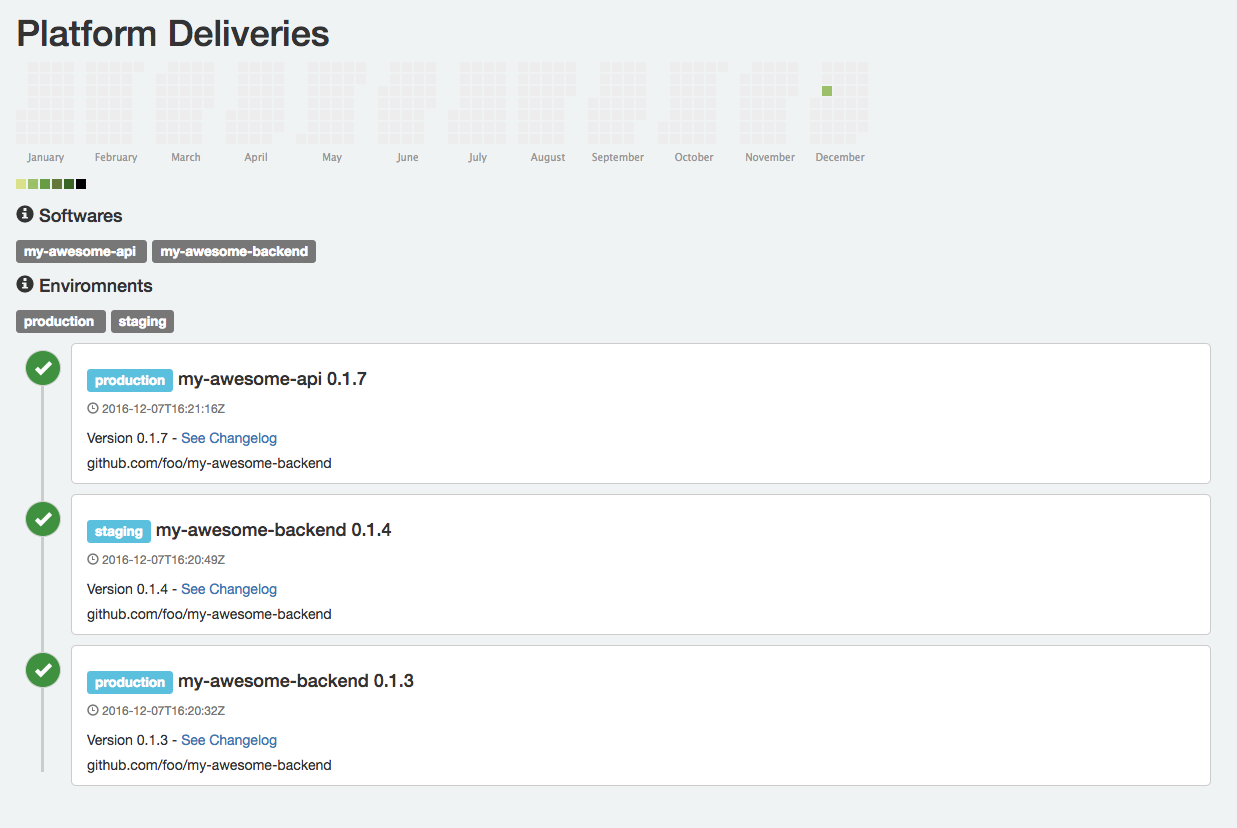 Platform Deliveries
January February March April May June July August September October November December
Softwares
my-awesome-api my-awesome-backend
Enviromnents
production staging
production my-awesome-api 0.1.7
2016-12-07T16:21:16Z
Version 0.1.7 - See Changelog
github.com/foo/my-awesome-backend
staging my-awesome-backend 0.1.4
2016-12-07T16:20:49Z
Version 0.1.4 - See Changelog
github.com/foo/my-awesome-backend
production my-awesome-backend 0.1.3
2016-12-07T16:20:32Z
Version 0.1.3 - See Changelog
github.com/foo/my-awesome-backend